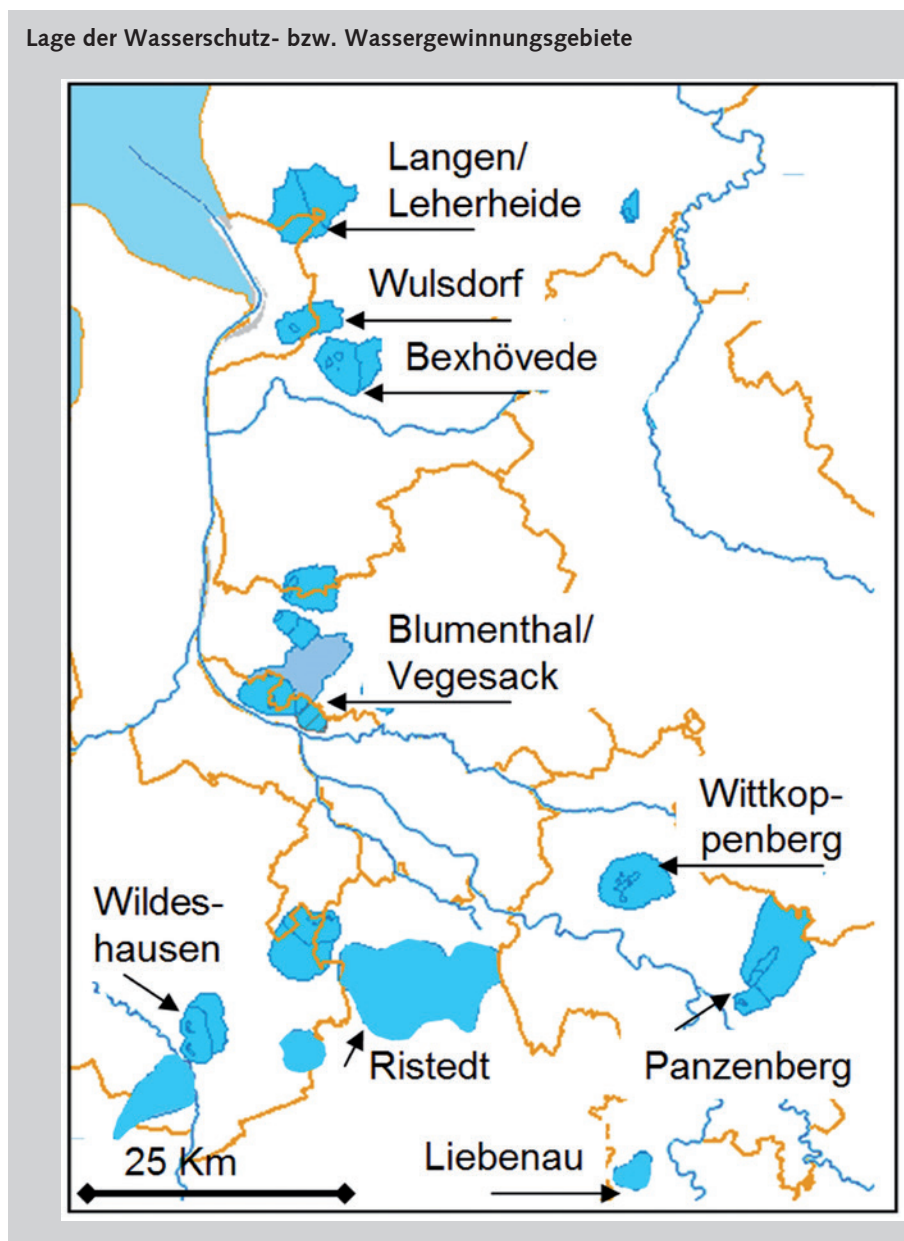 Lage der Wasserschutz- bzw. Wassergewinnungsgebiete
Langen/
Leherheide
Wulsdorf
Bexhövede
Blumenthal/
Vegesack
Wittkop-
penberg
Wildes-
hausen
Ristedt
Panzenberg
Liebenau
25 Km